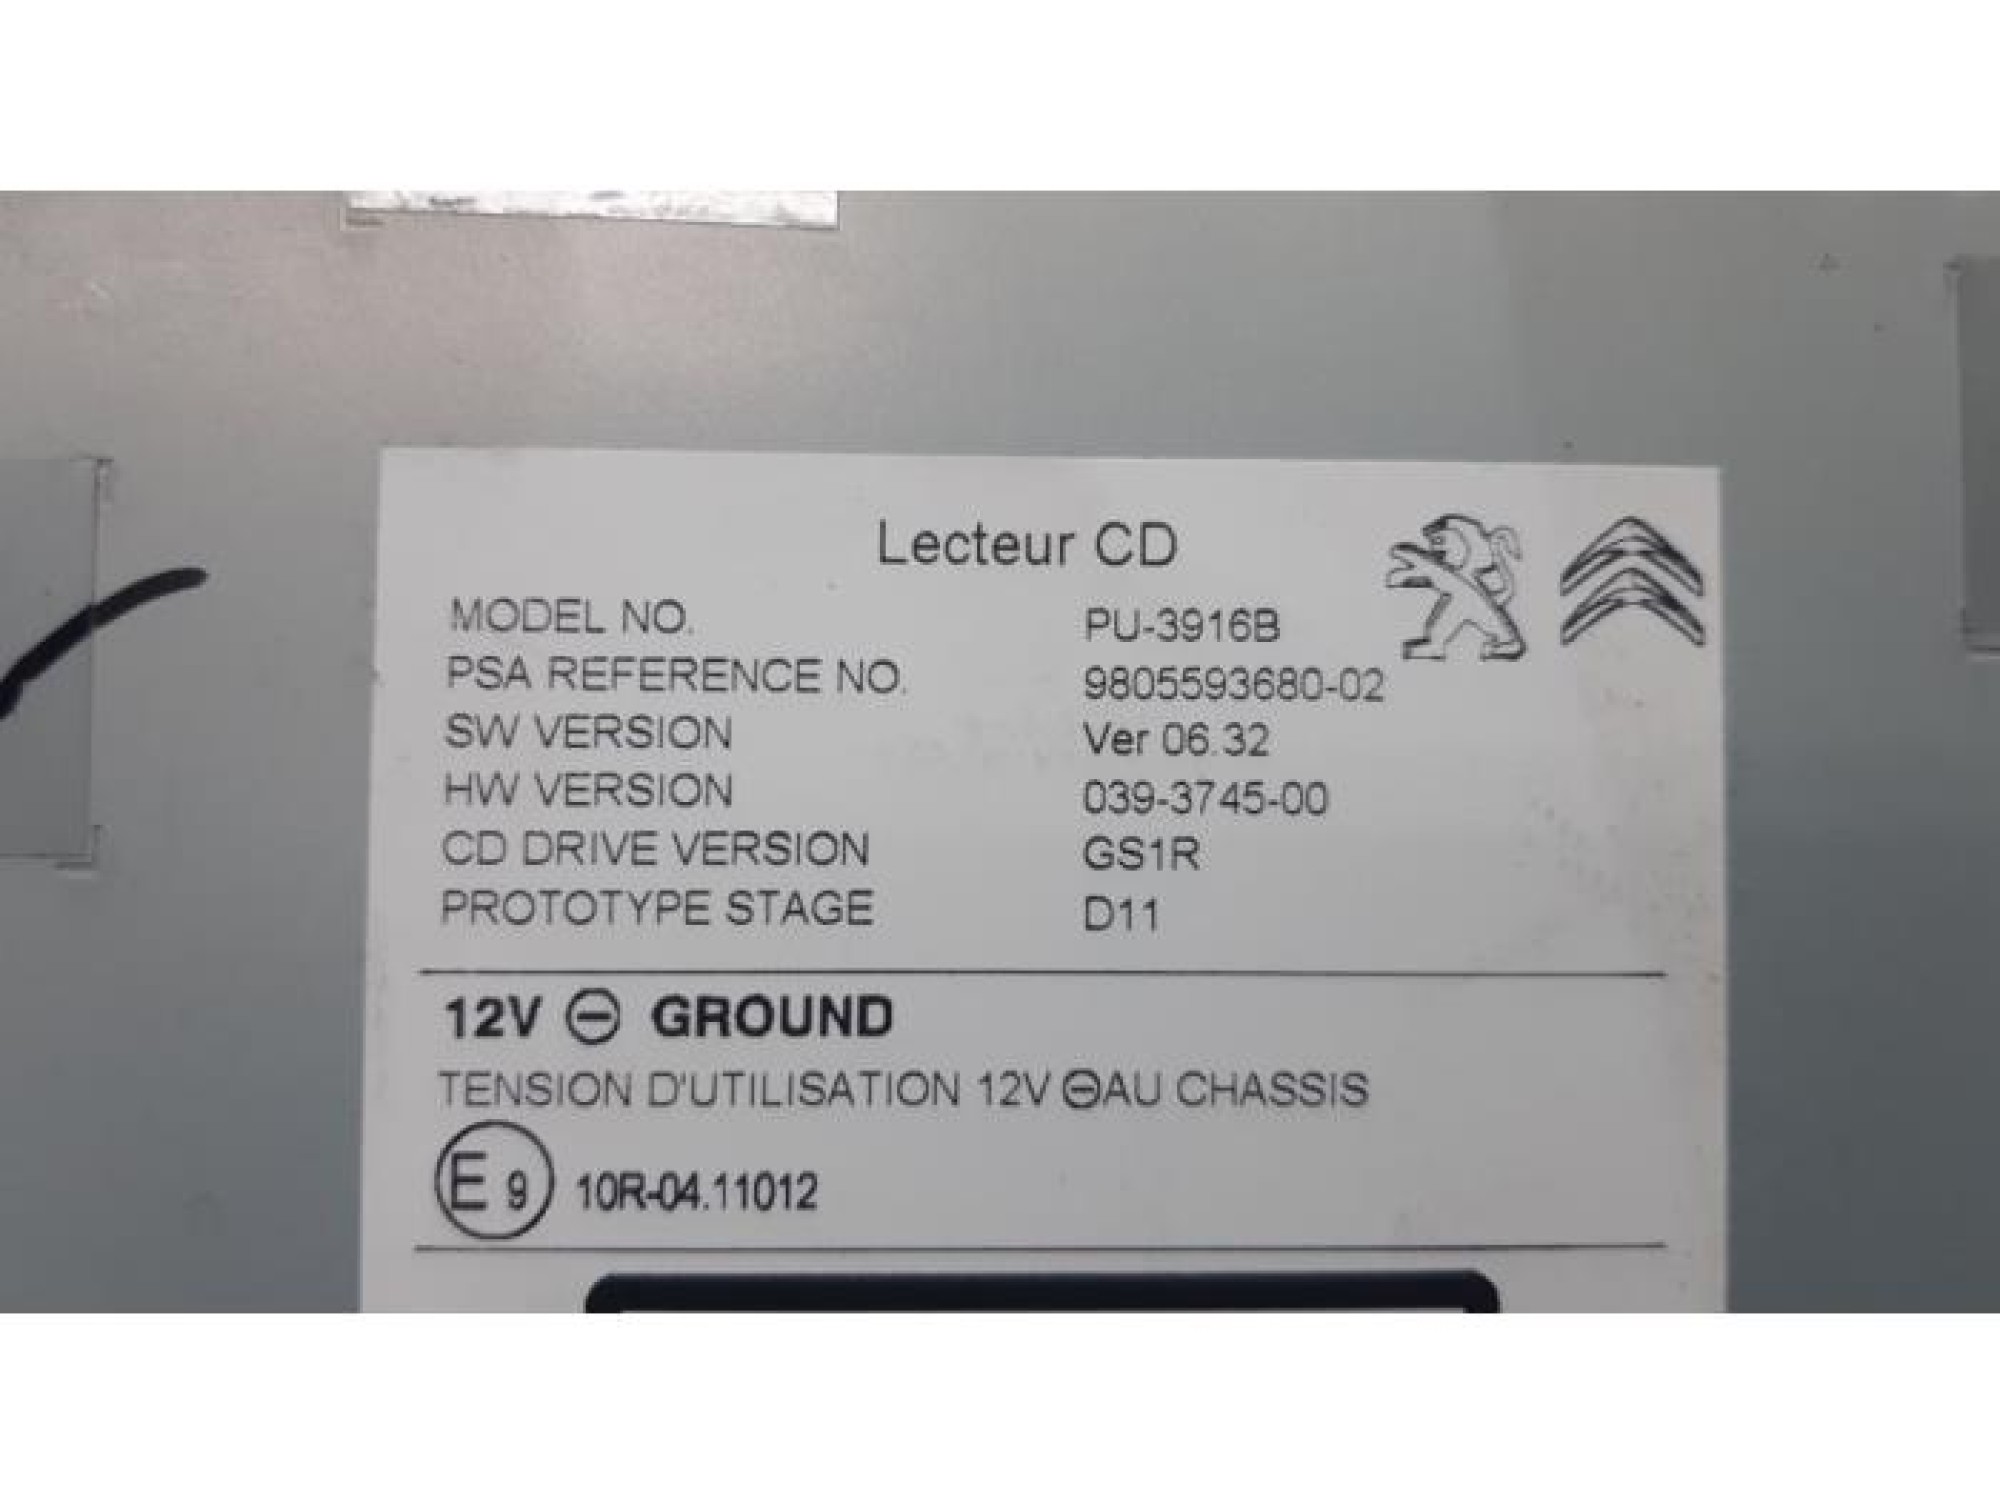 Lecteur CD
MODEL NO. PU-3916B
PSA REFERENCE NO. 9805593680-02
SW VERSION Ver 06.32
HW VERSION 039-3745-00
CD DRIVE VERSION GS1R
PROTOTYPE STAGE D11
12V ⊖ GROUND
TENSION D'UTILISATION 12V ⊖AU CHASSIS
E 9 10R-04.11012